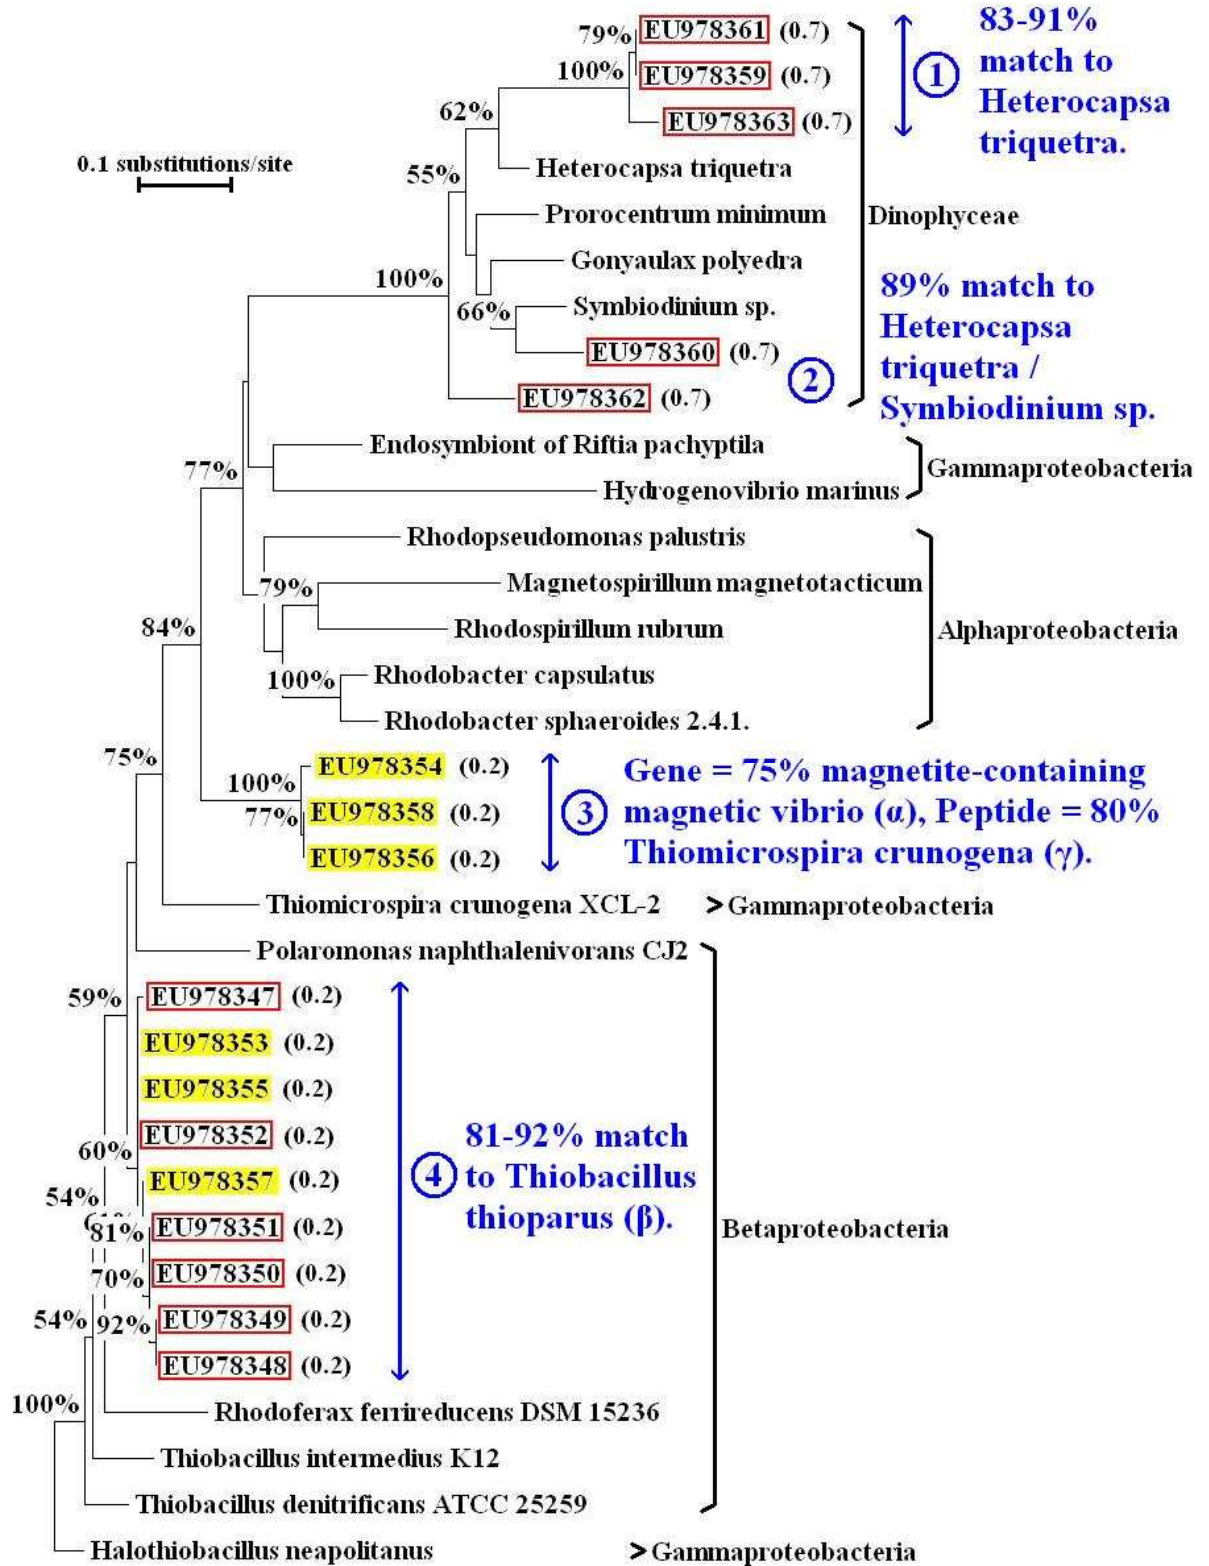 79%
EU978361 (0.7)
83-91%
match to
Heterocapsa
triquetra.
1
100%
EU978359 (0.7)
62%
EU978363 (0.7)
0.1 substitutions/site
55%
Heterocapsa triquetra
Prorocentrum minimum
Dinophyceae
Gonyaulax polyedra
100%
Symbiodinium sp.
66%
EU978360 (0.7)
2
89% match to
Heterocapsa
triquetra /
Symbiodinium sp.
EU978362 (0.7)
Endosymbiont of Riftia pachyptila
77%
Gammaproteobacteria
Hydrogenovibrio marinus
Rhodopseudomonas palustris
79%
Magnetospirillum magnetotacticum
84%
Rhodospirillum rubrum
Alphaproteobacteria
100%
Rhodobacter capsulatus
Rhodobacter sphaeroides 2.4.1.
75%
EU978354 (0.2)
100%
77%
EU978358 (0.2)
3
Gene = 75% magnetite-containing
magnetic vibrio (α), Peptide = 80%
Thiomicrospira crunogena (γ).
EU978356 (0.2)
Thiomicrospira crunogena XCL-2 >Gammaproteobacteria
Polaromonas naphthalenivorans CJ2
59%
EU978347 (0.2)
EU978353 (0.2)
EU978355 (0.2)
EU978352 (0.2)
60%
EU978357 (0.2)
4
81-92% match
to Thiobacillus
thioparus (β).
54%
81%
EU978351 (0.2)
Betaproteobacteria
70%
EU978350 (0.2)
54%
92%
EU978349 (0.2)
EU978348 (0.2)
100%
Rhodoferax ferrireducens DSM 15236
Thiobacillus intermedius K12
Thiobacillus denitrificans ATCC 25259
Halothiobacillus neapolitanus >Gammaproteobacteria